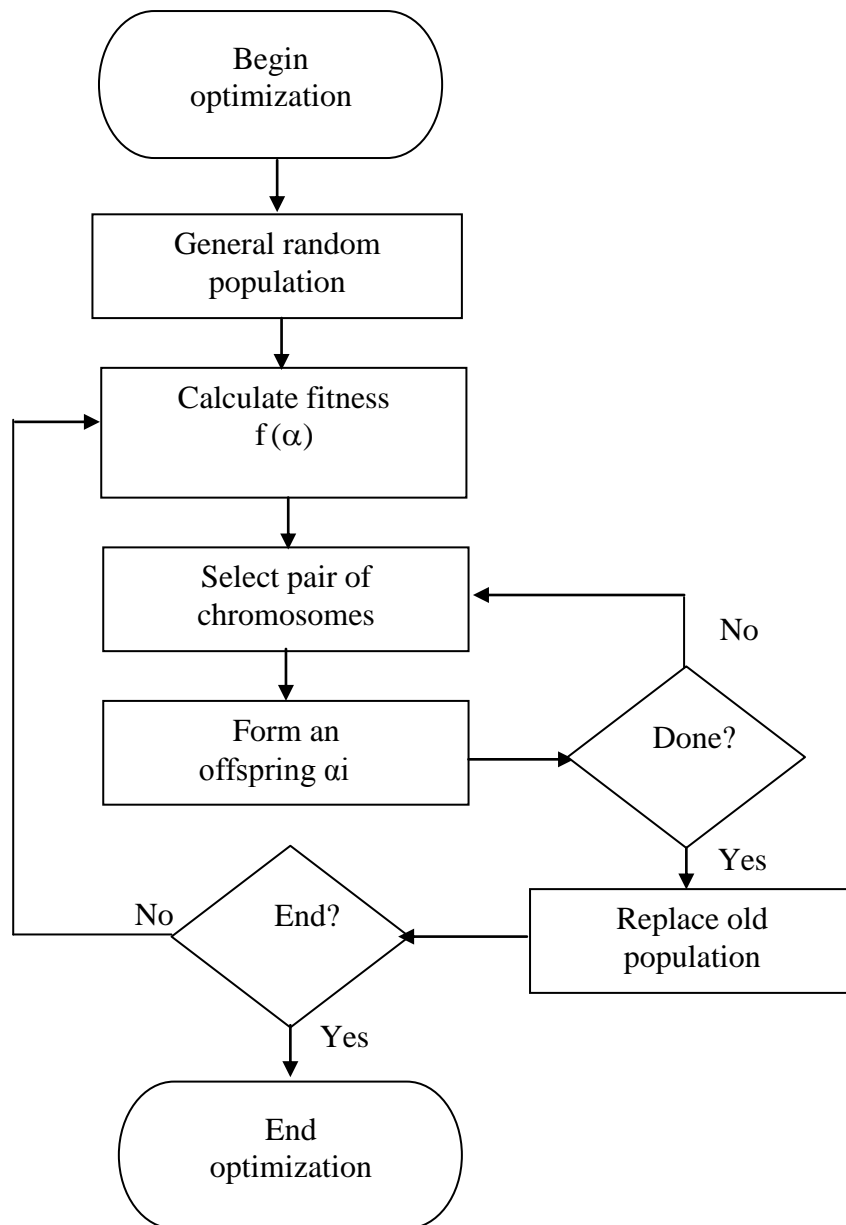 Begin
optimization
General random
population
Calculate fitness
f (α)
Select pair of
chromosomes
No
Form an
offspring αi
Done?
Yes
No
End?
Replace old
population
Yes
End
optimization